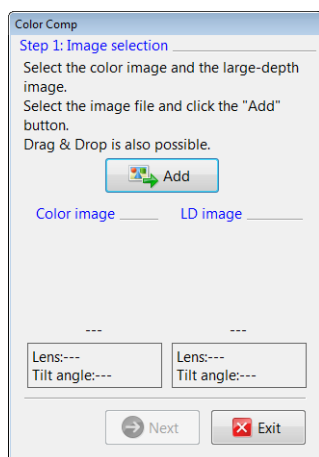 Color Comp
Step 1: Image selection
Select the color image and the large-depth
image.
Select the image file and click the "Add"
button.
Drag & Drop is also possible.
Add
Color image LD image
--- ---
Lens:--- Lens:---
Tilt angle:--- Tilt angle:---
Next Exit